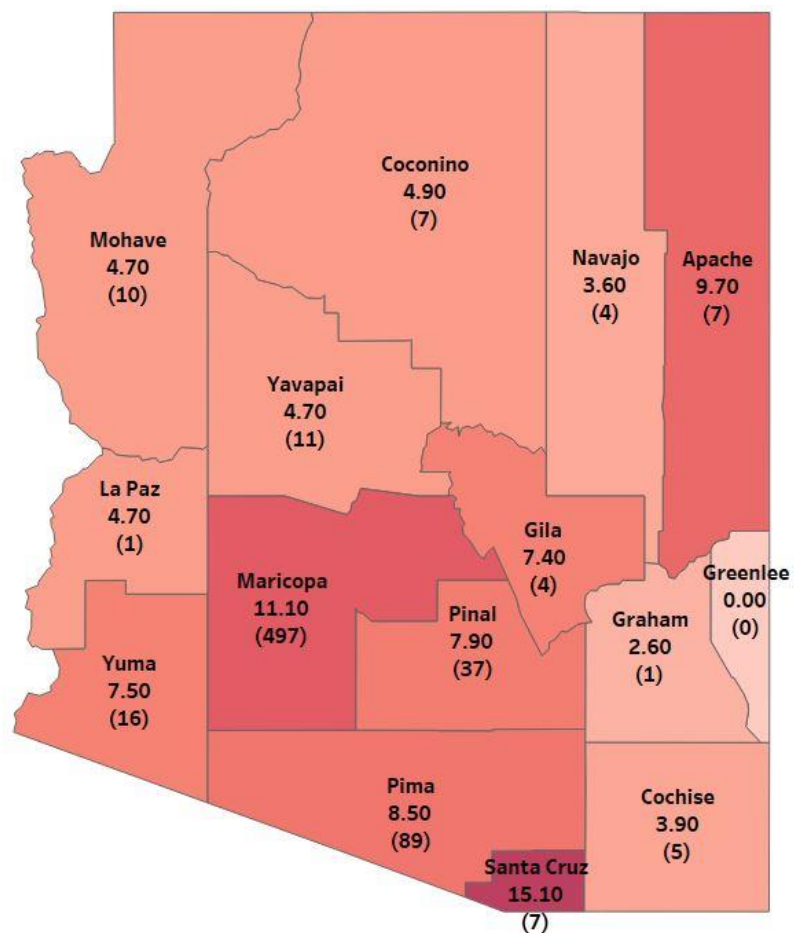 Coconino
4.90
(7)
Mohave
4.70
(10)
Navajo
3.60
(4)
Apache
9.70
(7)
Yavapai
4.70
(11)
La Paz
4.70
(1)
Gila
7.40
(4)
Maricopa
11.10
(497)
Greenlee
0.00
(0)
Pinal
7.90
(37)
Graham
2.60
(1)
Yuma
7.50
(16)
Pima
8.50
(89)
Cochise
3.90
(5)
Santa Cruz
15.10
(7)